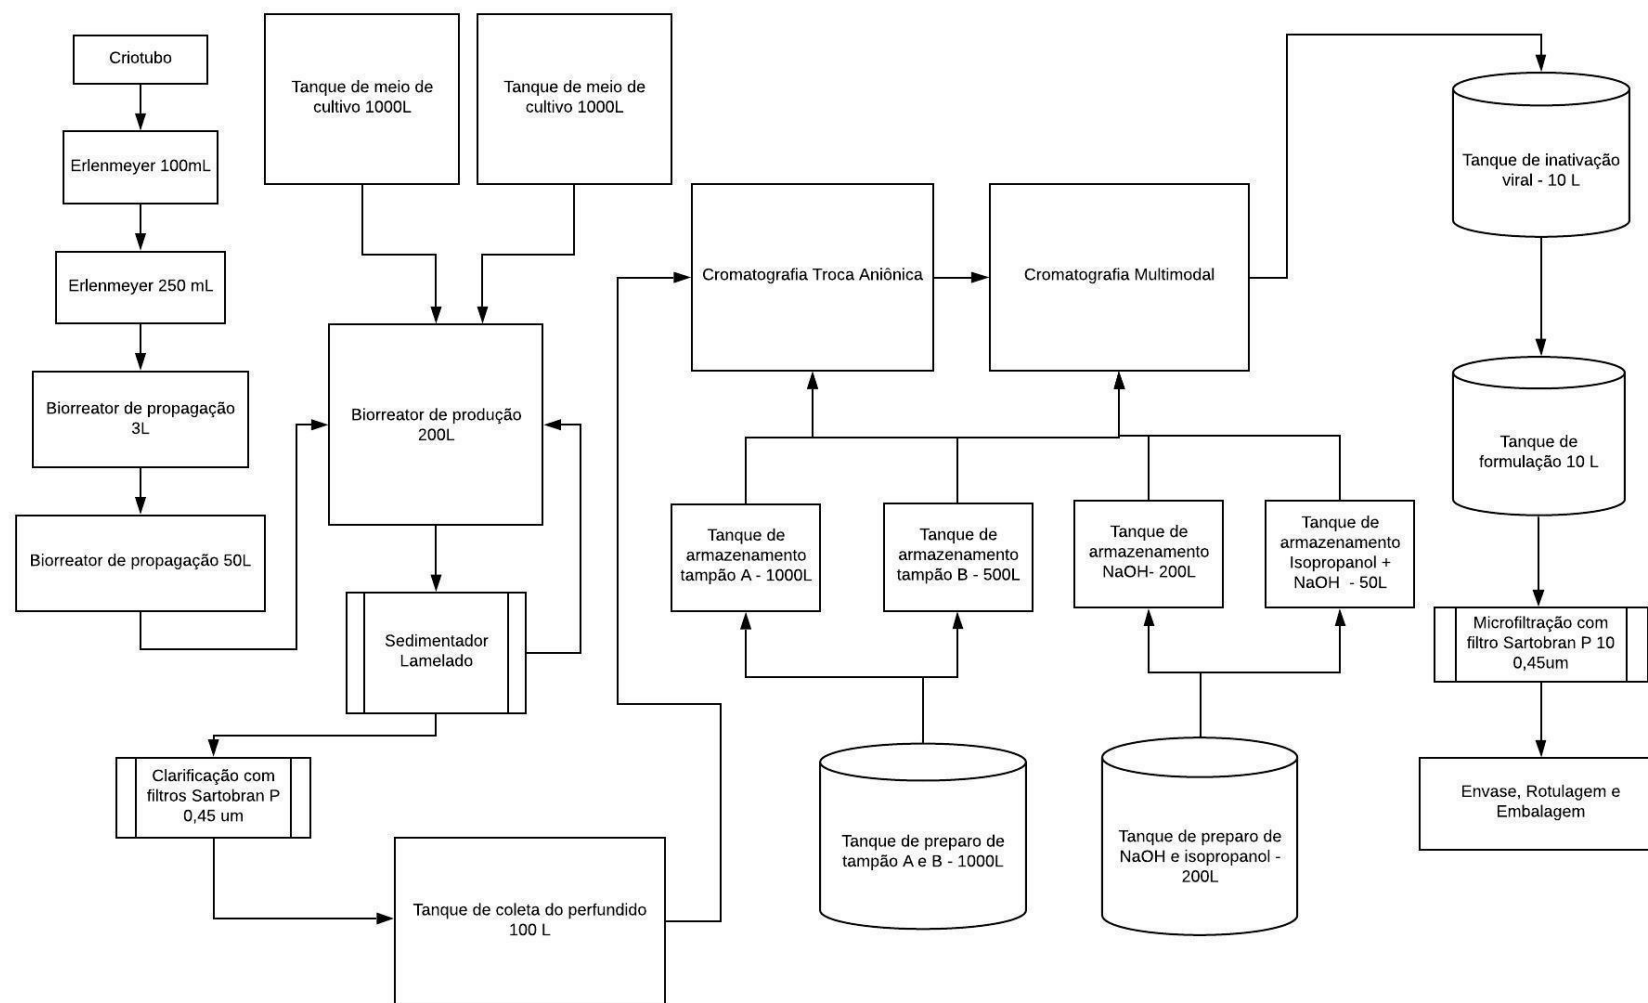 Criotubo
Erlenmeyer 100mL
Erlenmeyer 250 mL
Biorreator de propagação
3L
Biorreator de propagação 50L
Tanque de meio de
cultivo 1000L
Tanque de meio de
cultivo 1000L
Biorreator de produção
200L
Sedimentador
Lamelado
Clarificação com
filtros Sartobran P
0,45 um
Tanque de coleta do perfundido
100 L
Cromatografia Troca Aniônica
Cromatografia Multimodal
Tanque de
armazenamento
tampão A - 1000L
Tanque de
armazenamento
tampão B - 500L
Tanque de
armazenamento
NaOH- 200L
Tanque de
armazenamento
Isopropanol +
NaOH - 50L
Tanque de preparo de
tampão A e B - 1000L
Tanque de preparo de
NaOH e isopropanol -
200L
Tanque de inativação
viral - 10 L
Tanque de
formulação 10 L
Microfiltração com
filtro Sartobran P 10
0,45um
Envase, Rotulagem e
Embalagem